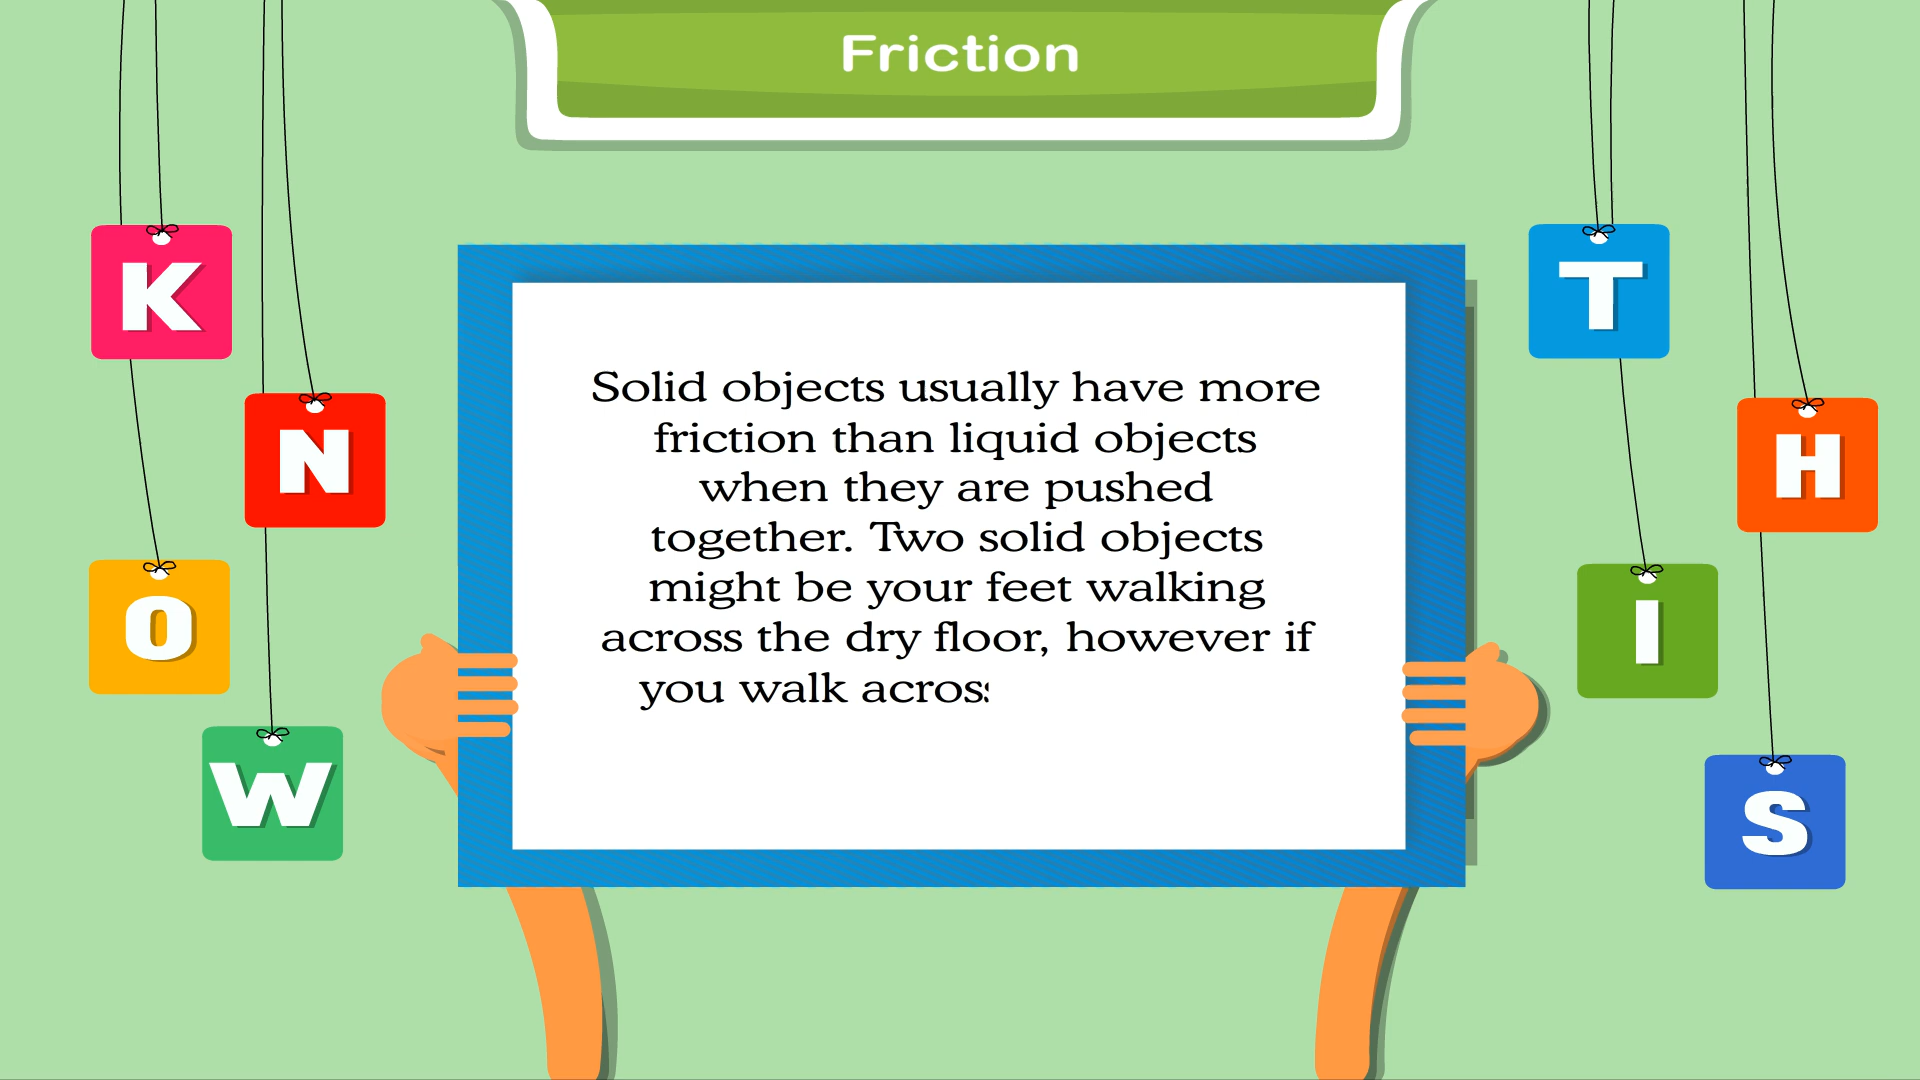 Friction
K
N
O
W
T
H
I
S
Solid objects usually have more
friction than liquid objects
when they are pushed
together. Two solid objects
might be your feet walking
across the dry floor, however if
you walk